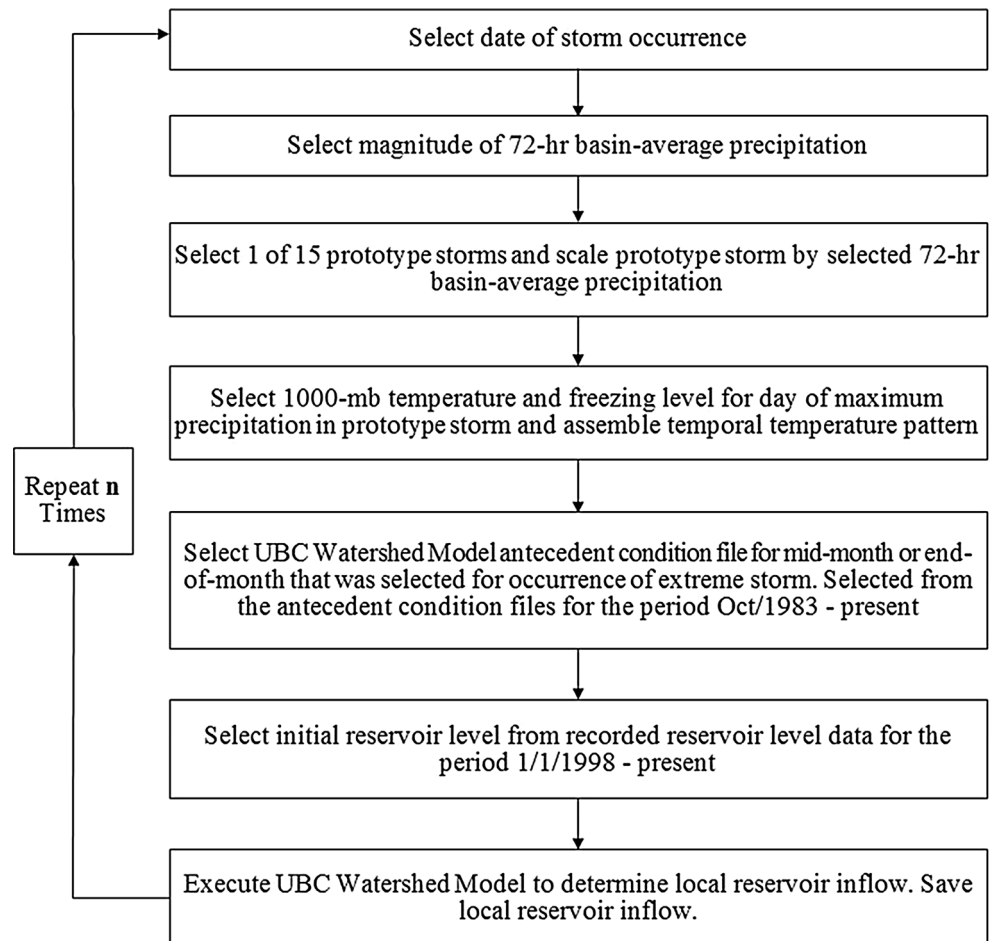 Select date of storm occurrence
Select magnitude of 72-hr basin-average precipitation
Select 1 of 15 prototype storms and scale prototype storm by selected 72-hr
basin-average precipitation
Select 1000-mb temperature and freezing level for day of maximum
precipitation in prototype storm and assemble temporal temperature pattern
Repeat n
Times
Select UBC Watershed Model antecedent condition file for mid-month or end-
of-month that was selected for occurrence of extreme storm. Selected from
the antecedent condition files for the period Oct/1983 - present
Select initial reservoir level from recorded reservoir level data for the
period 1/1/1998 - present
Execute UBC Watershed Model to determine local reservoir inflow. Save
local reservoir inflow.